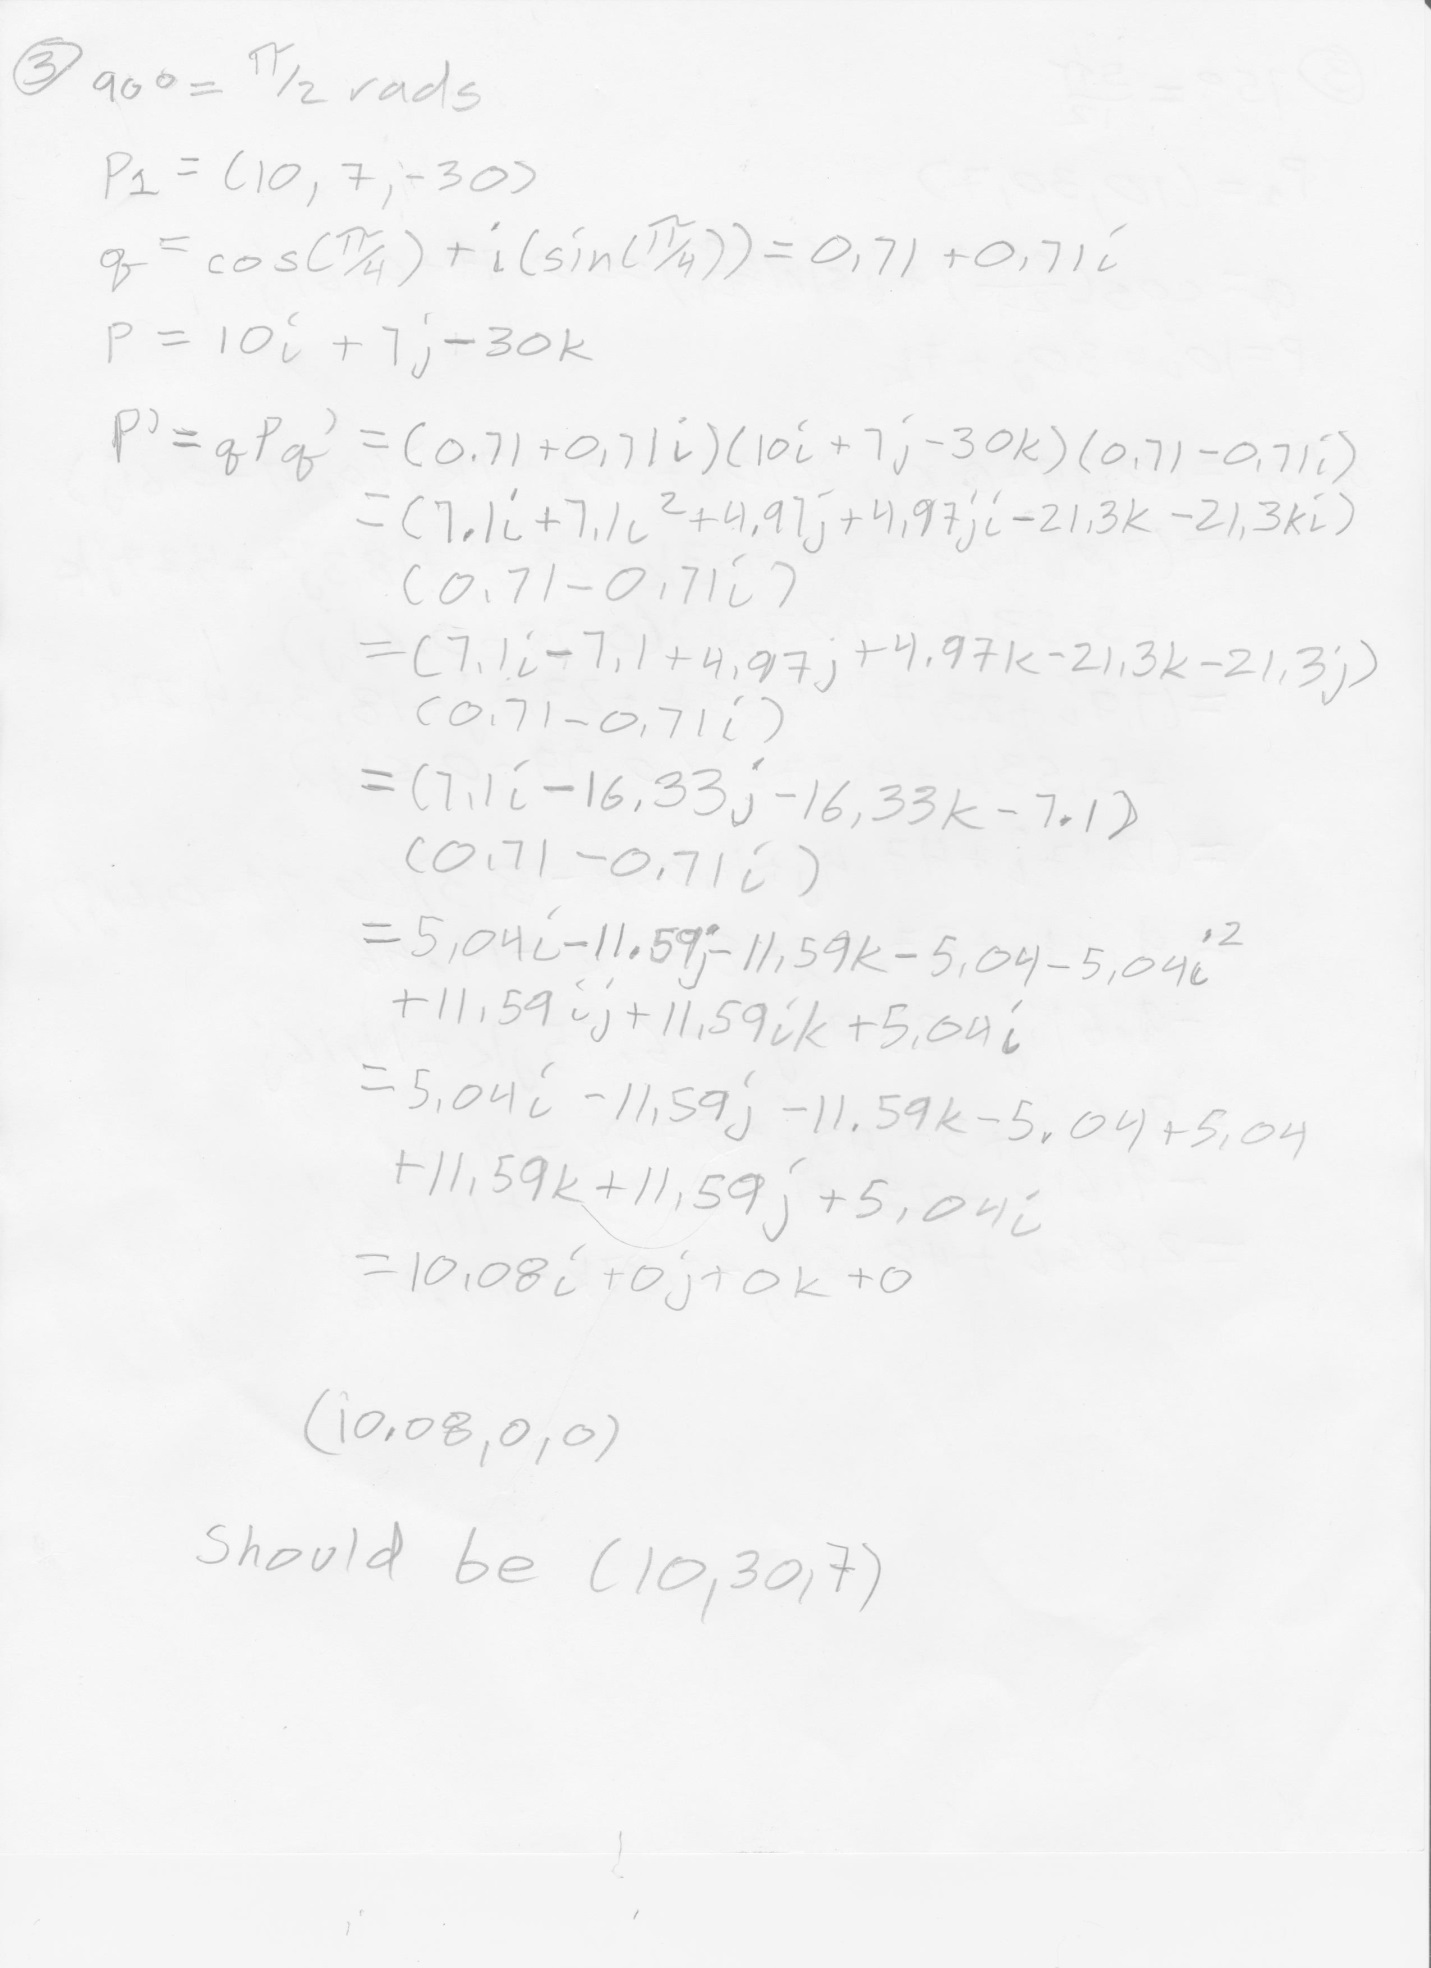 ③ 90° = π/2 rads
P1 = (10, 7, -30)
q = cos(π/4) + i(sin(π/4)) = 0.71 + 0.71i
P = 10i + 7j - 30k
P' = qPq' = (0.71 + 0.71i)(10i + 7j - 30k)(0.71 - 0.71i)
= (7.1i + 7.1i² + 4.97j + 4.97ji - 21.3k - 21.3ki)
(0.71 - 0.71i)
= (7.1i - 7.1 + 4.97j + 4.97k - 21.3k - 21.3j)
(0.71 - 0.71i)
= (7.1i - 16.33j - 16.33k - 7.1)
(0.71 - 0.71i)
= 5.04i - 11.59j - 11.59k - 5.04 - 5.04i²
+ 11.59ij + 11.59ik + 5.04i
= 5.04i - 11.59j - 11.59k - 5.04 + 5.04
+ 11.59k + 11.59j + 5.04i
= 10.08i + 0j + 0k + 0
(10.08, 0, 0)
Should be (10, 30, 7)